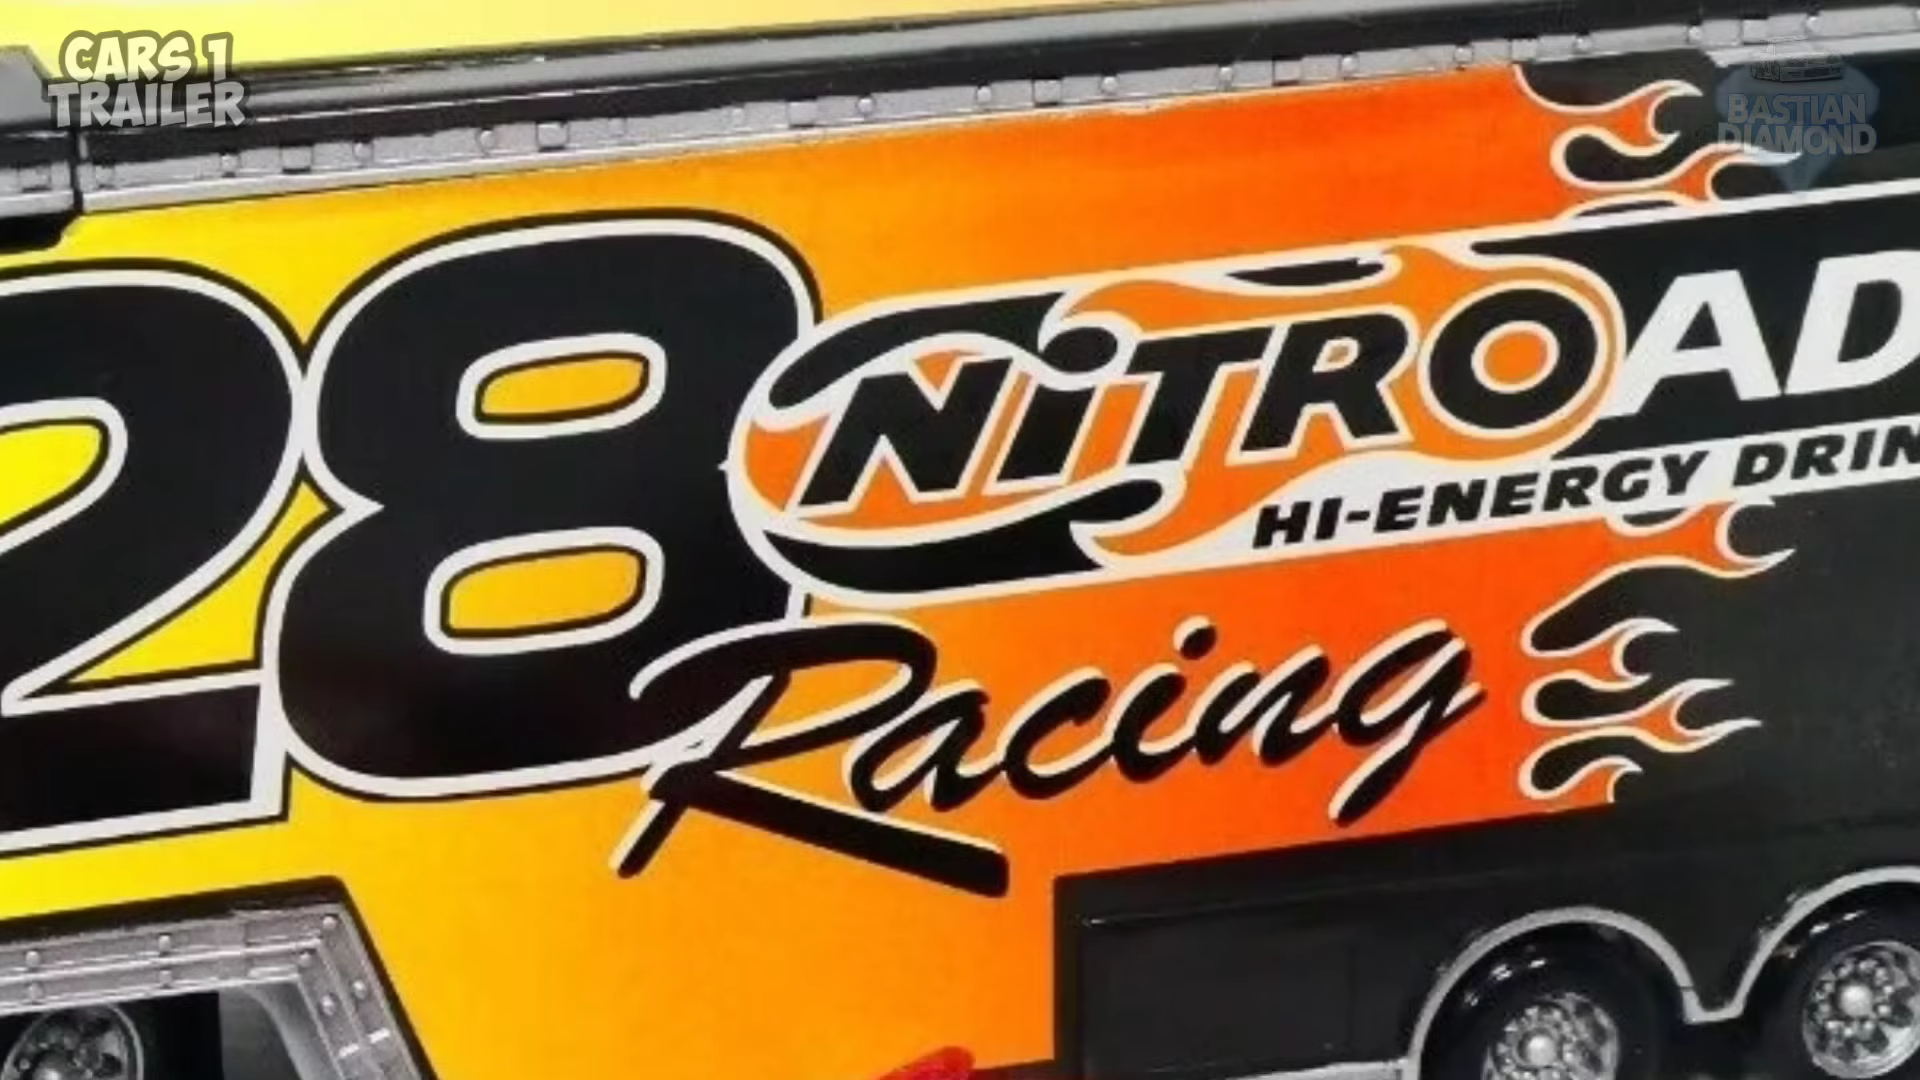 CARS 1
TRAILER
BASTIAN
DIAMOND
28
NiTROAD
HI-ENERGY DRIN
Racing